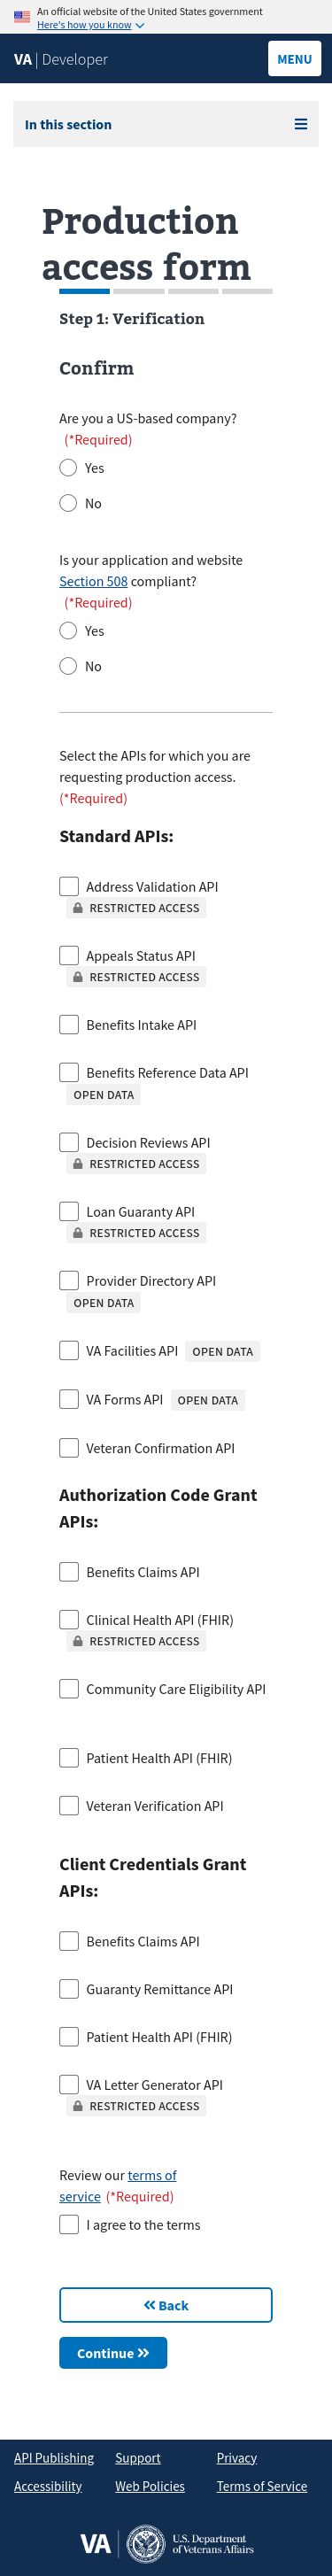 An official website of the United States government
Here's how you know
VA | Developer
MENU
In this section
Production
access form
Step 1: Verification
Confirm
Are you a US-based company?
(*Required)
Yes
No
Is your application and website
Section 508 compliant?
(*Required)
Yes
No
Select the APIs for which you are
requesting production access.
(*Required)
Standard APIs:
Address Validation API
RESTRICTED ACCESS
Appeals Status API
RESTRICTED ACCESS
Benefits Intake API
Benefits Reference Data API
OPEN DATA
Decision Reviews API
RESTRICTED ACCESS
Loan Guaranty API
RESTRICTED ACCESS
Provider Directory API
OPEN DATA
VA Facilities API OPEN DATA
VA Forms API OPEN DATA
Veteran Confirmation API
Authorization Code Grant
APIs:
Benefits Claims API
Clinical Health API (FHIR)
RESTRICTED ACCESS
Community Care Eligibility API
Patient Health API (FHIR)
Veteran Verification API
Client Credentials Grant
APIs:
Benefits Claims API
Guaranty Remittance API
Patient Health API (FHIR)
VA Letter Generator API
RESTRICTED ACCESS
Review our terms of
service (*Required)
I agree to the terms
Back
Continue
API Publishing Support Privacy
Accessibility Web Policies Terms of Service
VA U.S. Department
of Veterans Affairs